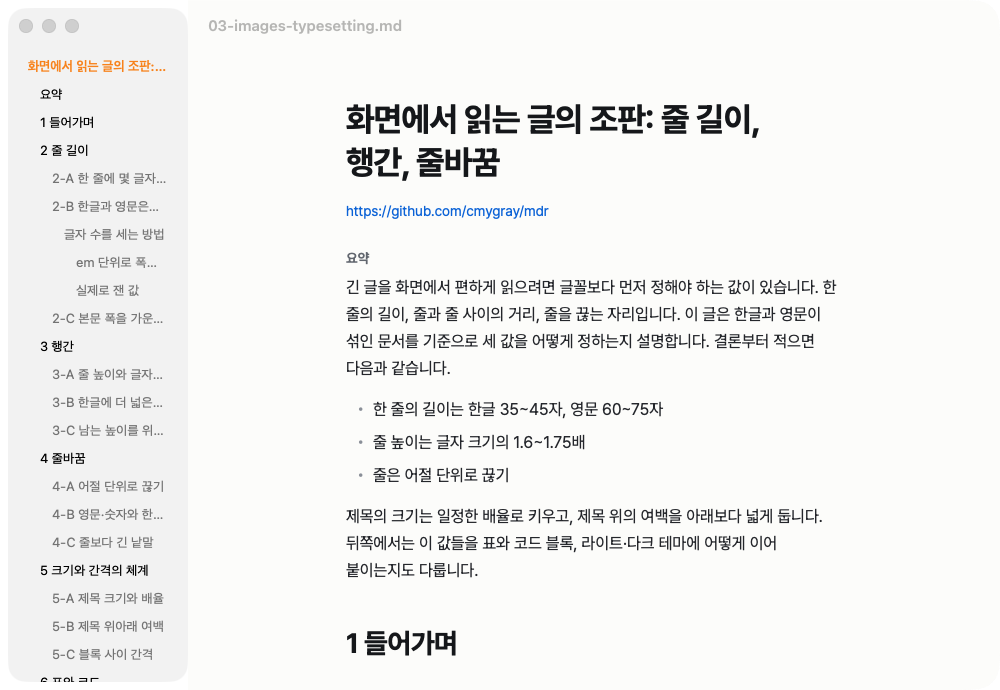 03-images-typesetting.md
화면에서 읽는 글의 조판:...
요약
1 들어가며
2 줄 길이
2-A 한 줄에 몇 글자...
2-B 한글과 영문은...
글자 수를 세는 방법
em 단위로 폭...
실제로 잰 값
2-C 본문 폭을 가운...
3 행간
3-A 줄 높이와 글자...
3-B 한글에 더 넓은...
3-C 남는 높이를 위...
4 줄바꿈
4-A 어절 단위로 끊기
4-B 영문·숫자와 한...
4-C 줄보다 긴 낱말
5 크기와 간격의 체계
5-A 제목 크기와 배율
5-B 제목 위아래 여백
5-C 블록 사이 간격
화면에서 읽는 글의 조판: 줄 길이,
행간, 줄바꿈
https://github.com/cmygray/mdr
요약
긴 글을 화면에서 편하게 읽으려면 글꼴보다 먼저 정해야 하는 값이 있습니다. 한
줄의 길이, 줄과 줄 사이의 거리, 줄을 끊는 자리입니다. 이 글은 한글과 영문이
섞인 문서를 기준으로 세 값을 어떻게 정하는지 설명합니다. 결론부터 적으면
다음과 같습니다.
• 한 줄의 길이는 한글 35~45자, 영문 60~75자
• 줄 높이는 글자 크기의 1.6~1.75배
• 줄은 어절 단위로 끊기
제목의 크기는 일정한 배율로 키우고, 제목 위의 여백을 아래보다 넓게 둡니다.
뒤쪽에서는 이 값들을 표와 코드 블록, 라이트·다크 테마에 어떻게 이어
붙이는지도 다룹니다.
1 들어가며